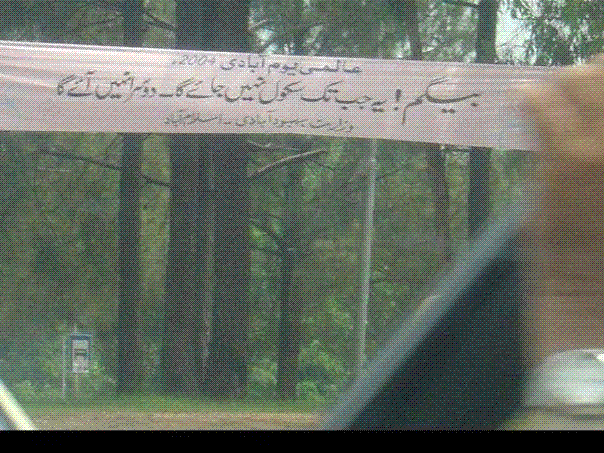 عالمی یوم آبادی 2004ء
بیگم! یہ جب تک سکول نہیں جائے گا۔ دوسرا نہیں آئے گا
وزارت بہبود آبادی ۔ اسلام آباد